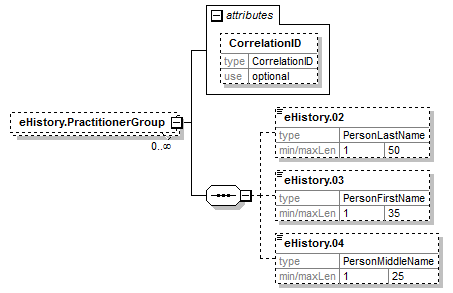 attributes
CorrelationID
type CorrelationID
use optional
eHistory.PractitionerGroup
0..∞
eHistory.02
type PersonLastName
min/maxLen 1 50
eHistory.03
type PersonFirstName
min/maxLen 1 35
eHistory.04
type PersonMiddleName
min/maxLen 1 25